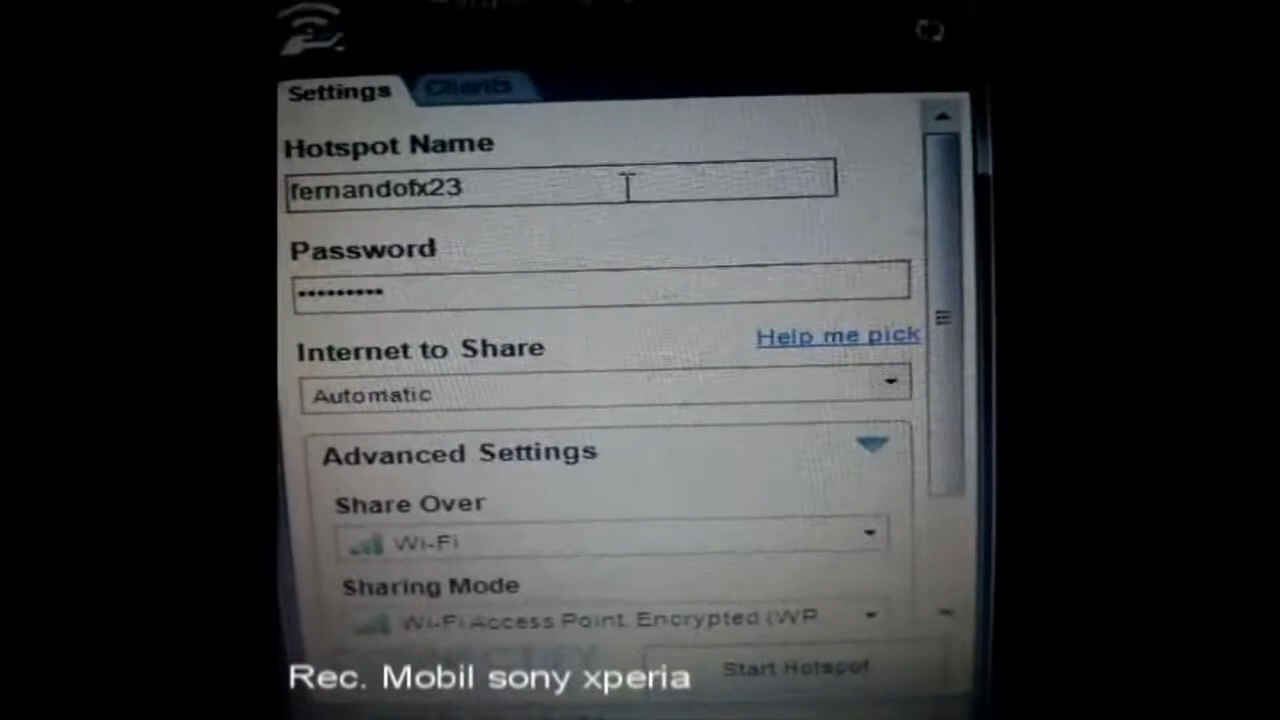 Settings Clients
Hotspot Name
fernandofx23
Password
•••••••••
Internet to Share Help me pick
Automatic
Advanced Settings
Share Over
Wi-Fi
Sharing Mode
Wi-Fi Access Point, Encrypted (WP
Start Hotspot
Rec. Mobil sony xperia